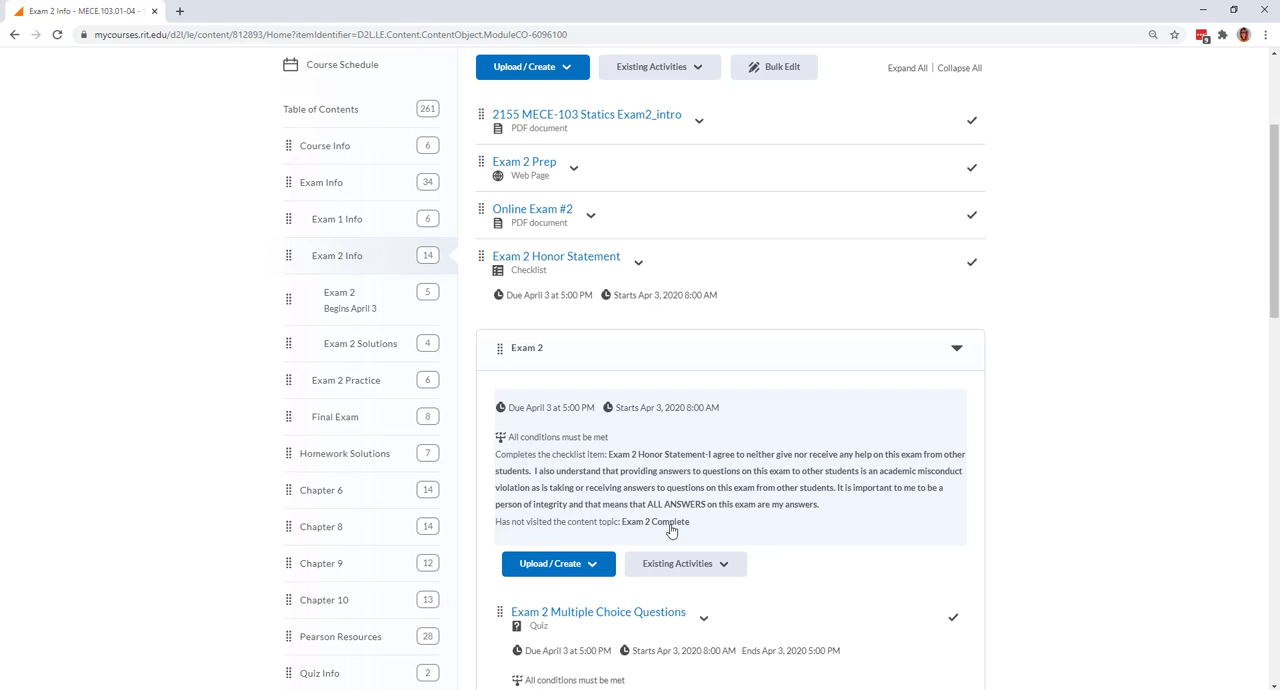 Exam 2 Info - MECE.103.01-04 -
mycourses.rit.edu/d2l/le/content/812893/Home?itemIdentifier=D2L.LE.Content.ContentObject.ModuleCO-6096100
9
Course Schedule
Table of Contents 261
Course Info 6
Exam Info 34
Exam 1 Info 6
Exam 2 Info 14
Exam 2 5
Begins April 3
Exam 2 Solutions 4
Exam 2 Practice 6
Final Exam 8
Homework Solutions 7
Chapter 6 14
Chapter 8 14
Chapter 9 12
Chapter 10 13
Pearson Resources 28
Quiz Info 2
Upload / Create Existing Activities Bulk Edit Expand All | Collapse All
2155 MECE-103 Statics Exam2_intro
PDF document
Exam 2 Prep
Web Page
Online Exam #2
PDF document
Exam 2 Honor Statement
Checklist
Due April 3 at 5:00 PM Starts Apr 3, 2020 8:00 AM
Exam 2
Due April 3 at 5:00 PM Starts Apr 3, 2020 8:00 AM
All conditions must be met
Completes the checklist item: Exam 2 Honor Statement-I agree to neither give nor receive any help on this exam from other
students. I also understand that providing answers to questions on this exam to other students is an academic misconduct
violation as is taking or receiving answers to questions on this exam from other students. It is important to me to be a
person of integrity and that means that ALL ANSWERS on this exam are my answers.
Has not visited the content topic: Exam 2 Complete
Upload / Create Existing Activities
Exam 2 Multiple Choice Questions
Quiz
Due April 3 at 5:00 PM Starts Apr 3, 2020 8:00 AM Ends Apr 3, 2020 5:00 PM
All conditions must be met